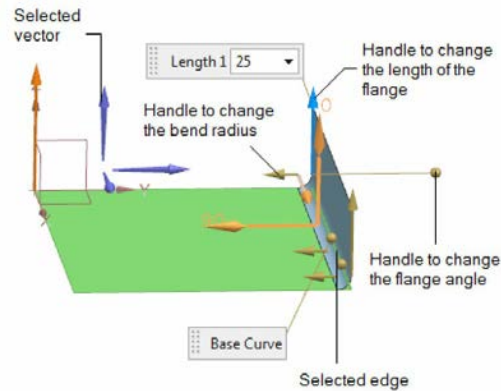 Selected
vector
Length 1 25
Handle to change
the length of the
flange
Handle to change
the bend radius
Y
X
Handle to change
the flange angle
Base Curve
Selected edge